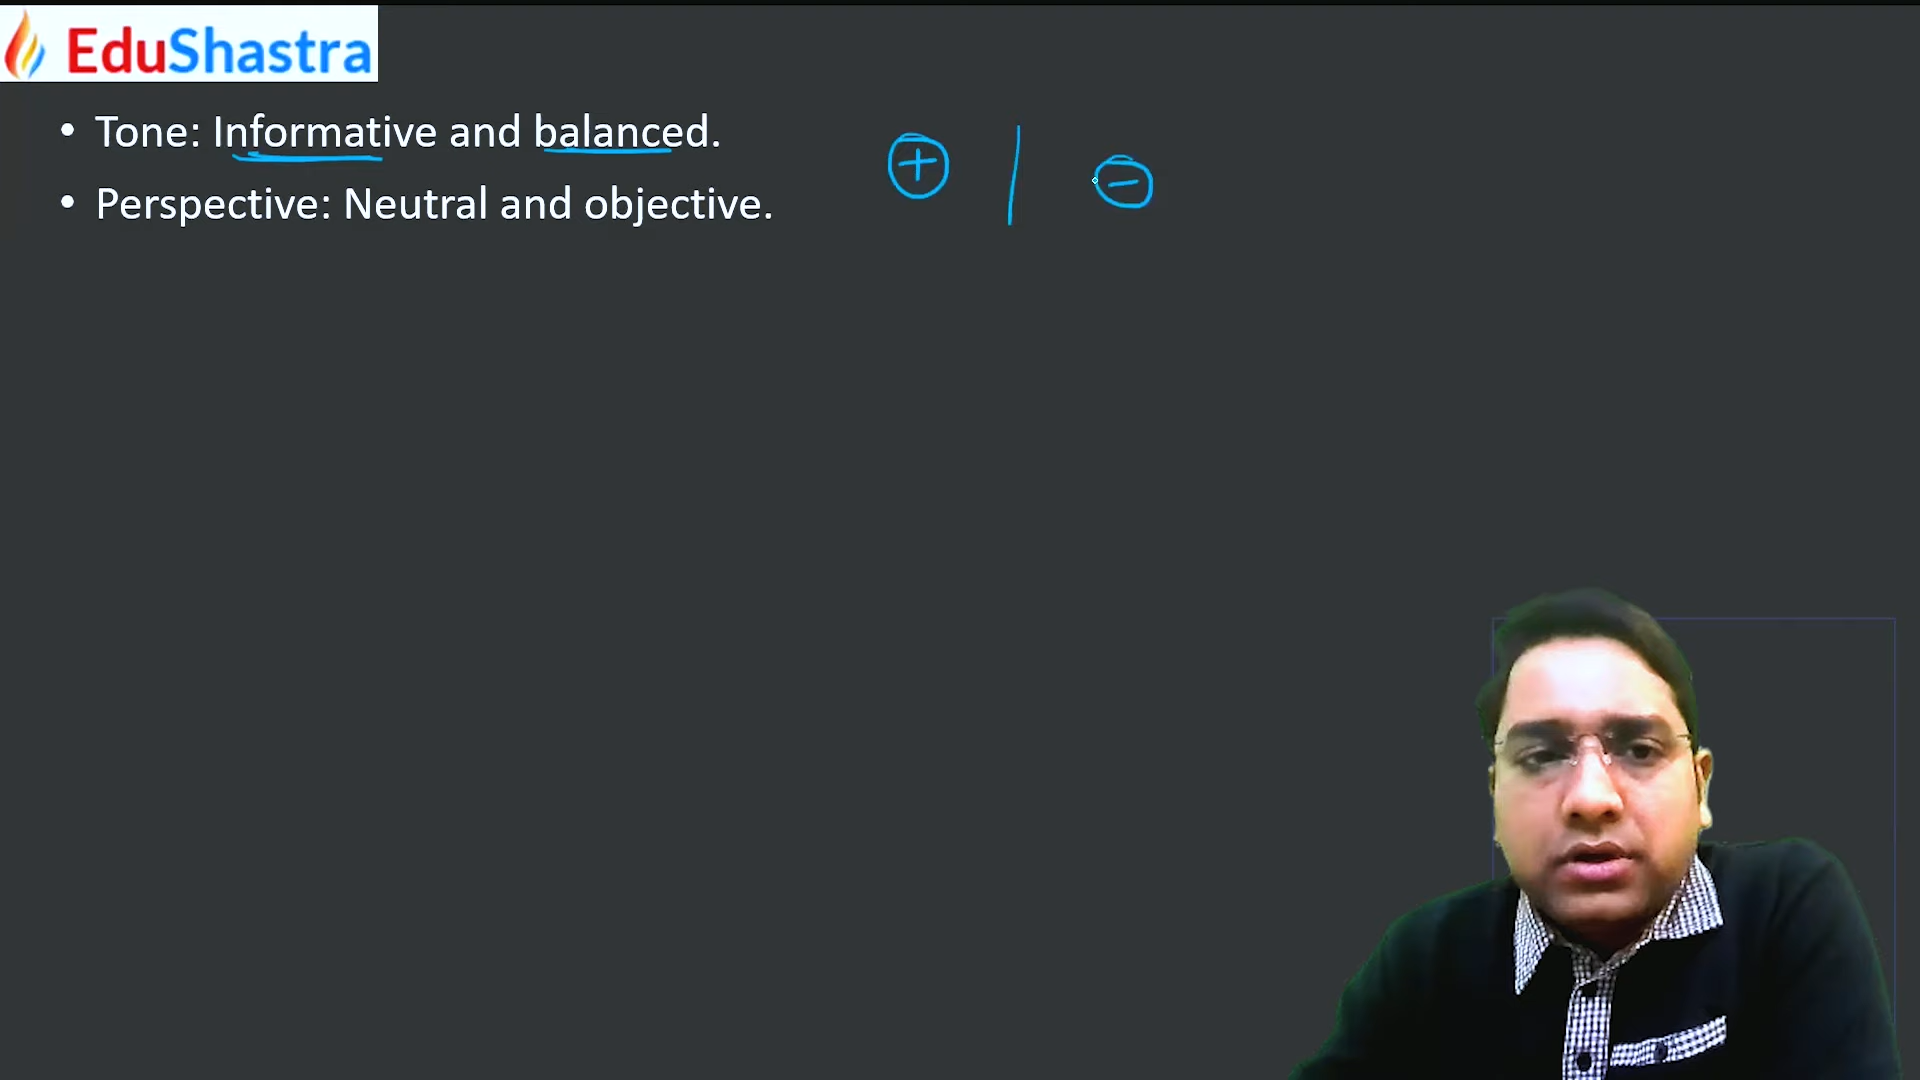 EduShastra
• Tone: Informative and balanced.
• Perspective: Neutral and objective.
+ | -